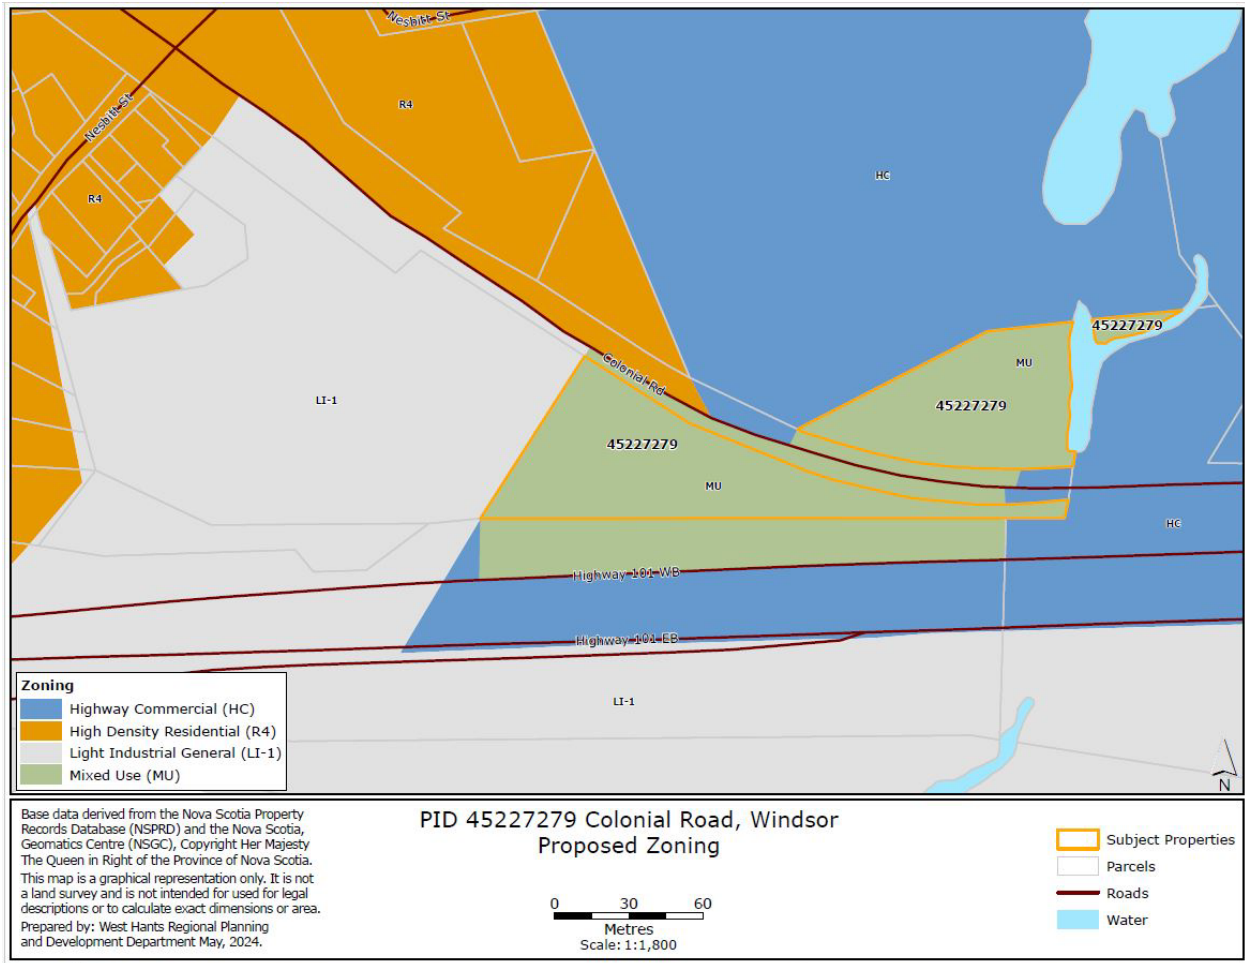 Nesbitt St
R4
Nesbitt St
HC
R4
45227279
MU
Colonial Rd
LI-1
45227279
45227279
MU
HC
Highway 101 WB
Highway 101 EB
LI-1
Zoning
Highway Commercial (HC)
High Density Residential (R4)
Light Industrial General (LI-1)
Mixed Use (MU)
N
Base data derived from the Nova Scotia Property
Records Database (NSPRD) and the Nova Scotia,
Geomatics Centre (NSGC), Copyright Her Majesty
The Queen in Right of the Province of Nova Scotia.
This map is a graphical representation only. It is not
a land survey and is not intended for used for legal
descriptions or to calculate exact dimensions or area.
Prepared by: West Hants Regional Planning
and Development Department May, 2024.
PID 45227279 Colonial Road, Windsor
Proposed Zoning
0 30 60
Metres
Scale: 1:1,800
Subject Properties
Parcels
Roads
Water